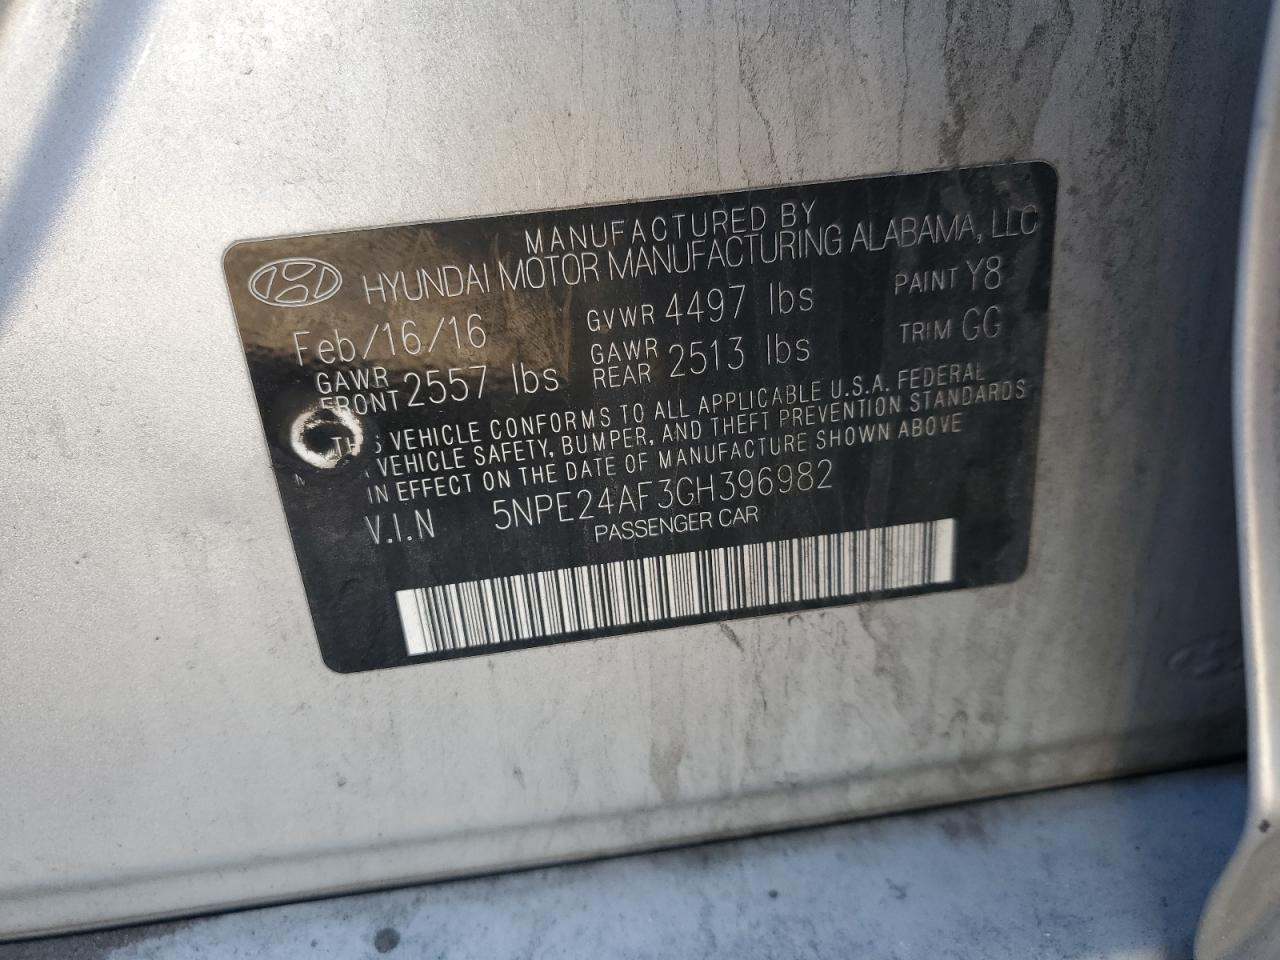 MANUFACTURED BY
HYUNDAI MOTOR MANUFACTURING ALABAMA, LLC
Feb/16/16 GVWR 4497 lbs PAINT Y8
GAWR FRONT 2557 lbs GAWR REAR 2513 lbs TRIM GG
THIS VEHICLE CONFORMS TO ALL APPLICABLE U.S.A. FEDERAL
VEHICLE SAFETY, BUMPER, AND THEFT PREVENTION STANDARDS
IN EFFECT ON THE DATE OF MANUFACTURE SHOWN ABOVE
V.I.N 5NPE24AF3GH396982
PASSENGER CAR